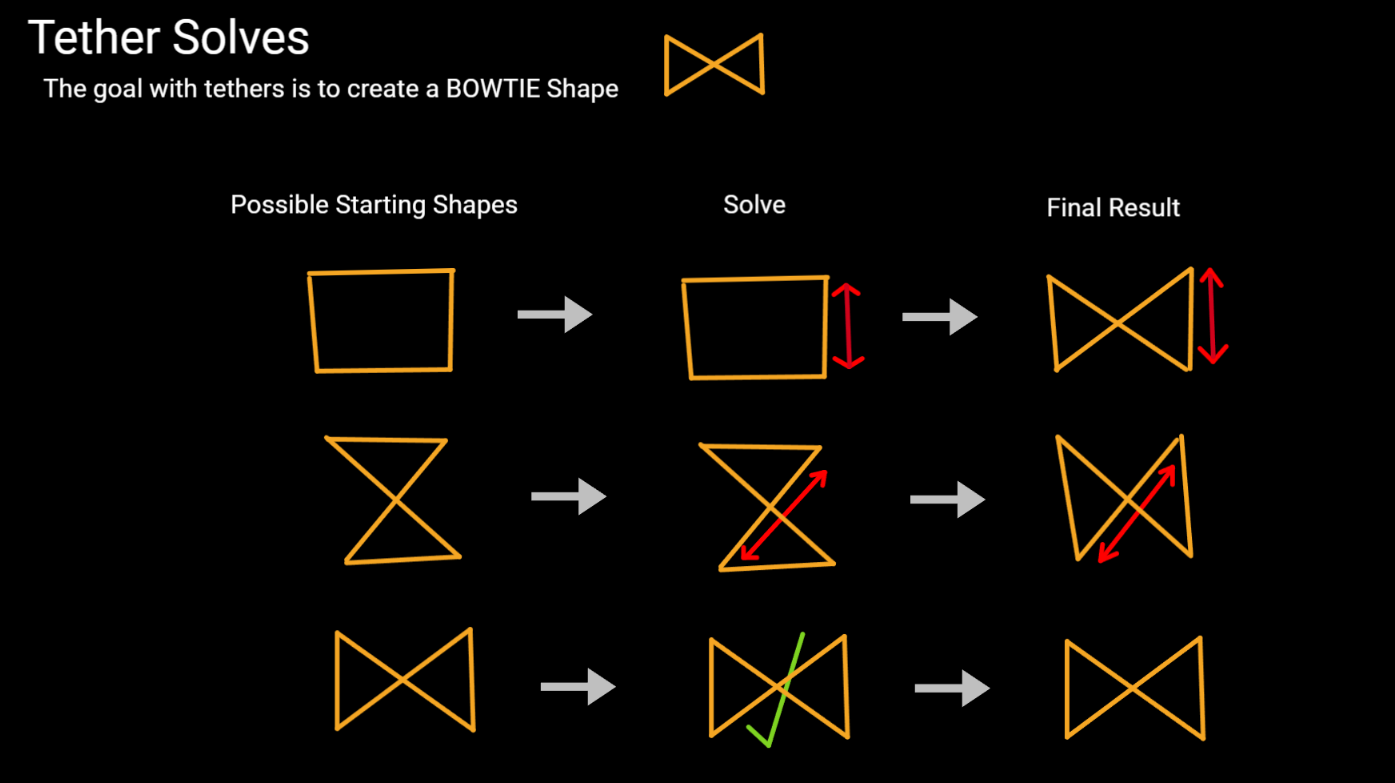 Tether Solves
The goal with tethers is to create a BOWTIE Shape
Possible Starting Shapes
Solve
Final Result